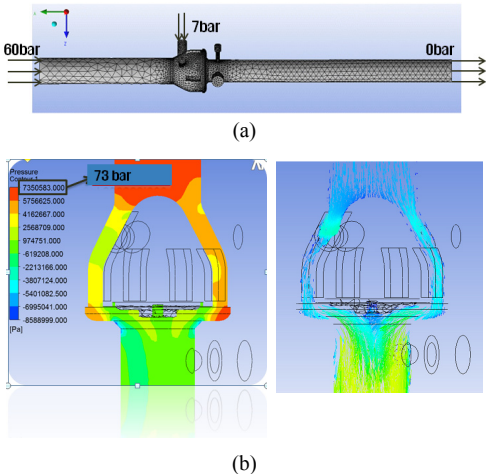 7bar
60bar
0bar
(a)
Pressure
Contour 1
73 bar
7350583.000
5756625.000
4162667.000
2568709.000
974751.000
-619208.000
-2213166.000
-3807124.000
-5401082.500
-6995041.000
-8588999.000
[Pa]
(b)